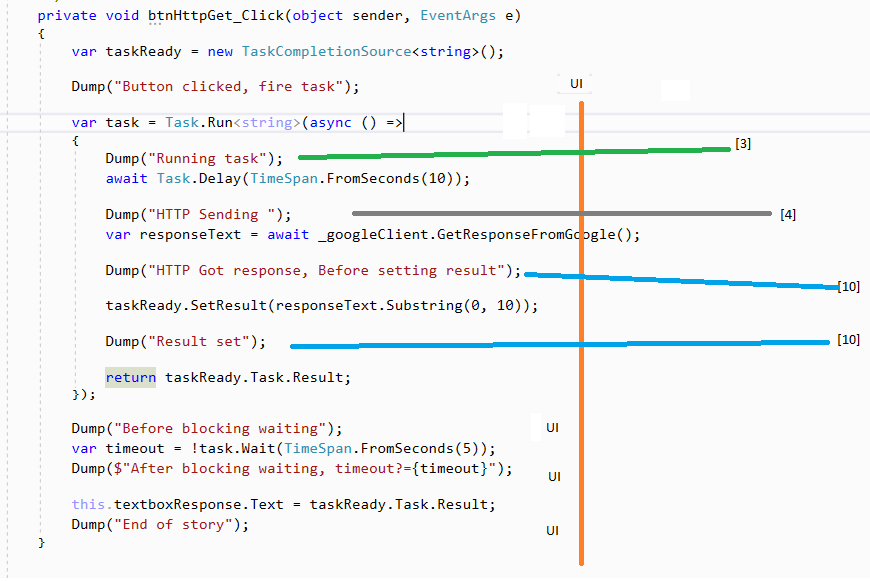 private void btnHttpGet_Click(object sender, EventArgs e)
{
var taskReady = new TaskCompletionSource<string>();
Dump("Button clicked, fire task");
UI
var task = Task.Run<string>(async () =>
{
Dump("Running task");
[3]
await Task.Delay(TimeSpan.FromSeconds(10));
Dump("HTTP Sending ");
[4]
var responseText = await _googleClient.GetResponseFromGoogle();
Dump("HTTP Got response, Before setting result");
[10]
taskReady.SetResult(responseText.Substring(0, 10));
Dump("Result set");
[10]
return taskReady.Task.Result;
});
Dump("Before blocking waiting");
UI
var timeout = !task.Wait(TimeSpan.FromSeconds(5));
Dump($"After blocking waiting, timeout?={timeout}");
UI
this.textboxResponse.Text = taskReady.Task.Result;
Dump("End of story");
UI
}